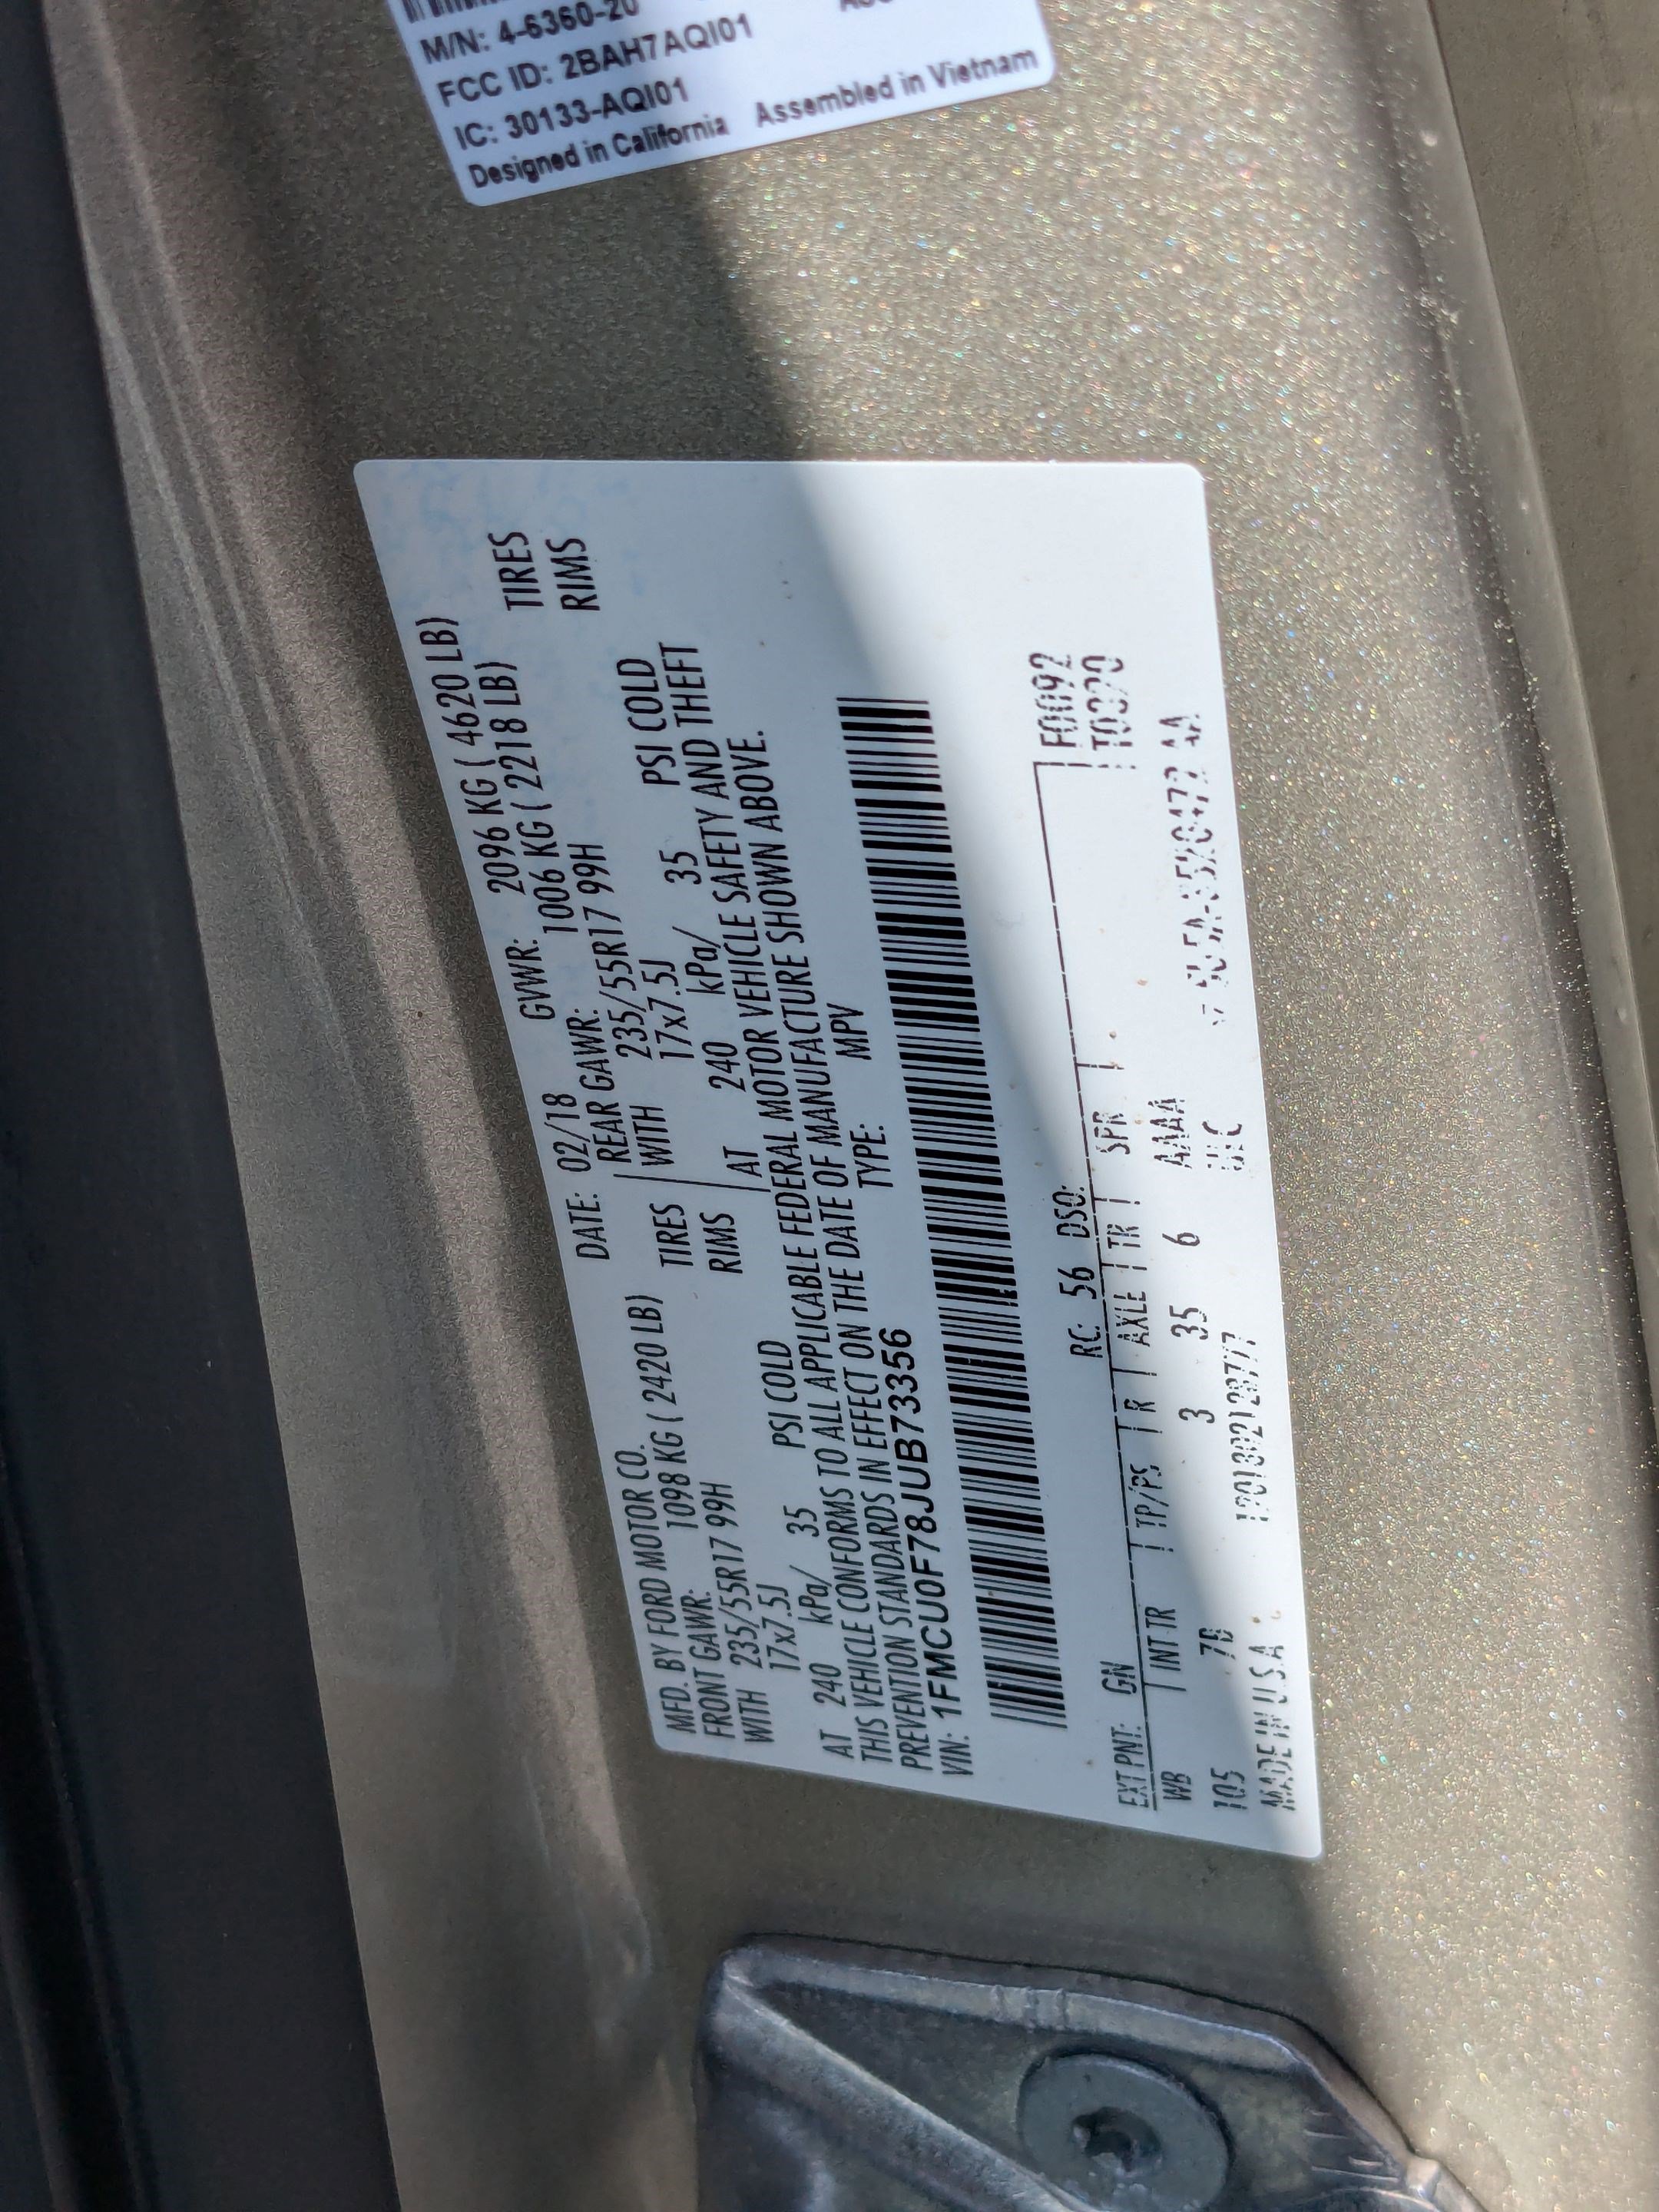 M/N: 4-6360-20
FCC ID: 2BAH7AQI01
IC: 30133-AQI01
Designed in California Assembled in Vietnam
MFD. BY FORD MOTOR CO. DATE: 02/18 GVWR: 2096 KG ( 4620 LB)
FRONT GAWR: 1098 KG ( 2420 LB) REAR GAWR: 1006 KG ( 2218 LB)
WITH 235/55R17 99H TIRES WITH 235/55R17 99H TIRES
17x7.5J RIMS 17x7.5J RIMS
AT 240 kPa/ 35 PSI COLD AT 240 kPa/ 35 PSI COLD
THIS VEHICLE CONFORMS TO ALL APPLICABLE FEDERAL MOTOR VEHICLE SAFETY AND THEFT
PREVENTION STANDARDS IN EFFECT ON THE DATE OF MANUFACTURE SHOWN ABOVE.
VIN: 1FMCU0F78JUB73356 TYPE: MPV
EXT PNT: GN RC: 56 DSO: F0092
WB INT TR TP/PS R AXLE TR SPR T0320
105 7B 3 35 6 AAAA
MADE IN U.S.A.